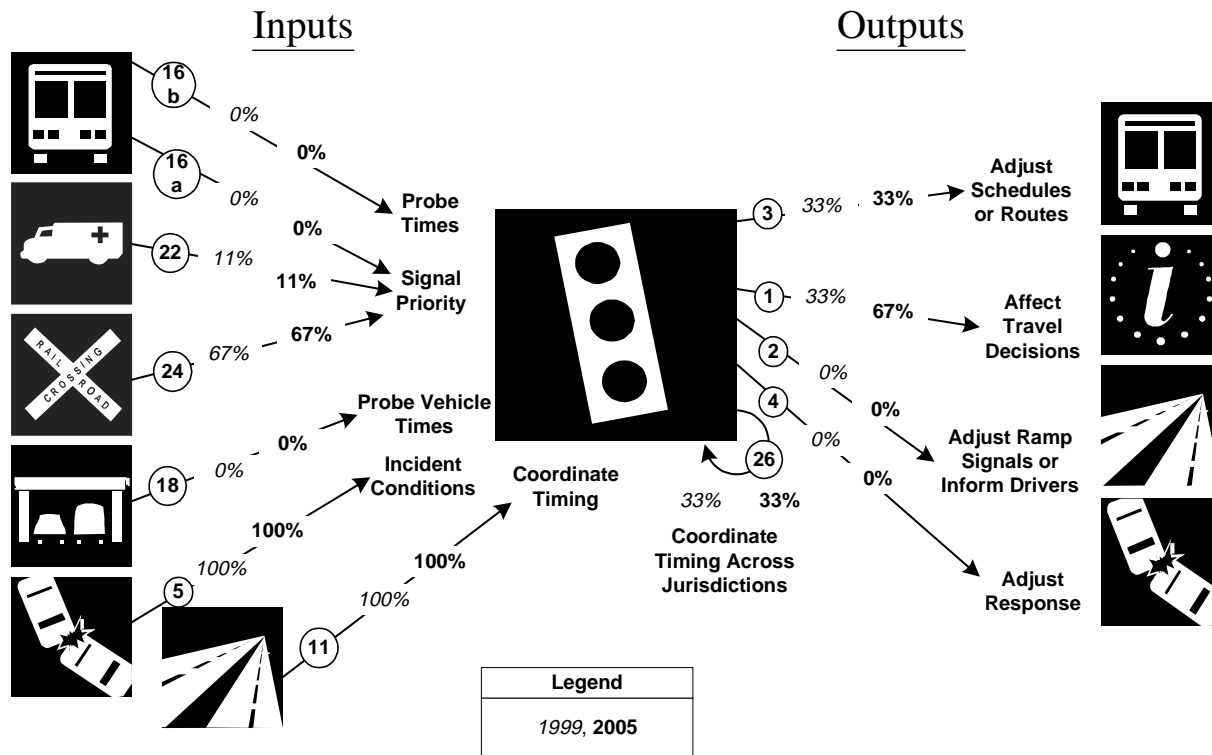 Inputs
Outputs
16
b
0%
0%
Probe
Times
16
a
0%
0%
22
11%
11%
Signal
Priority
RAIL ROAD
CROSSING
24
67%
67%
18
0%
0%
Probe Vehicle
Times
5
100%
100%
Incident
Conditions
11
100%
100%
Coordinate
Timing
3
33%
33%
Adjust
Schedules
or Routes
1
33%
67%
Affect
Travel
Decisions
i
2
0%
0%
Adjust Ramp
Signals or
Inform Drivers
4
0%
0%
Adjust
Response
26
33%
33%
Coordinate
Timing Across
Jurisdictions
Legend
1999, 2005